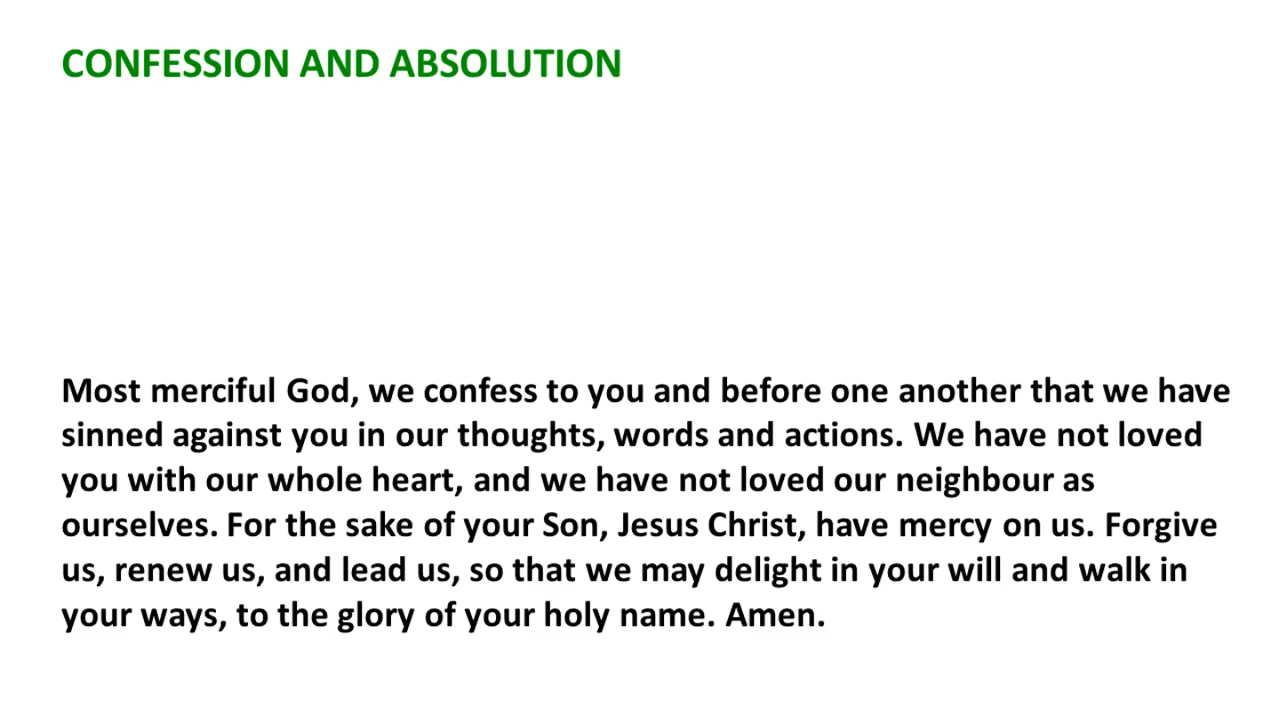 CONFESSION AND ABSOLUTION
Most merciful God, we confess to you and before one another that we have
sinned against you in our thoughts, words and actions. We have not loved
you with our whole heart, and we have not loved our neighbour as
ourselves. For the sake of your Son, Jesus Christ, have mercy on us. Forgive
us, renew us, and lead us, so that we may delight in your will and walk in
your ways, to the glory of your holy name. Amen.